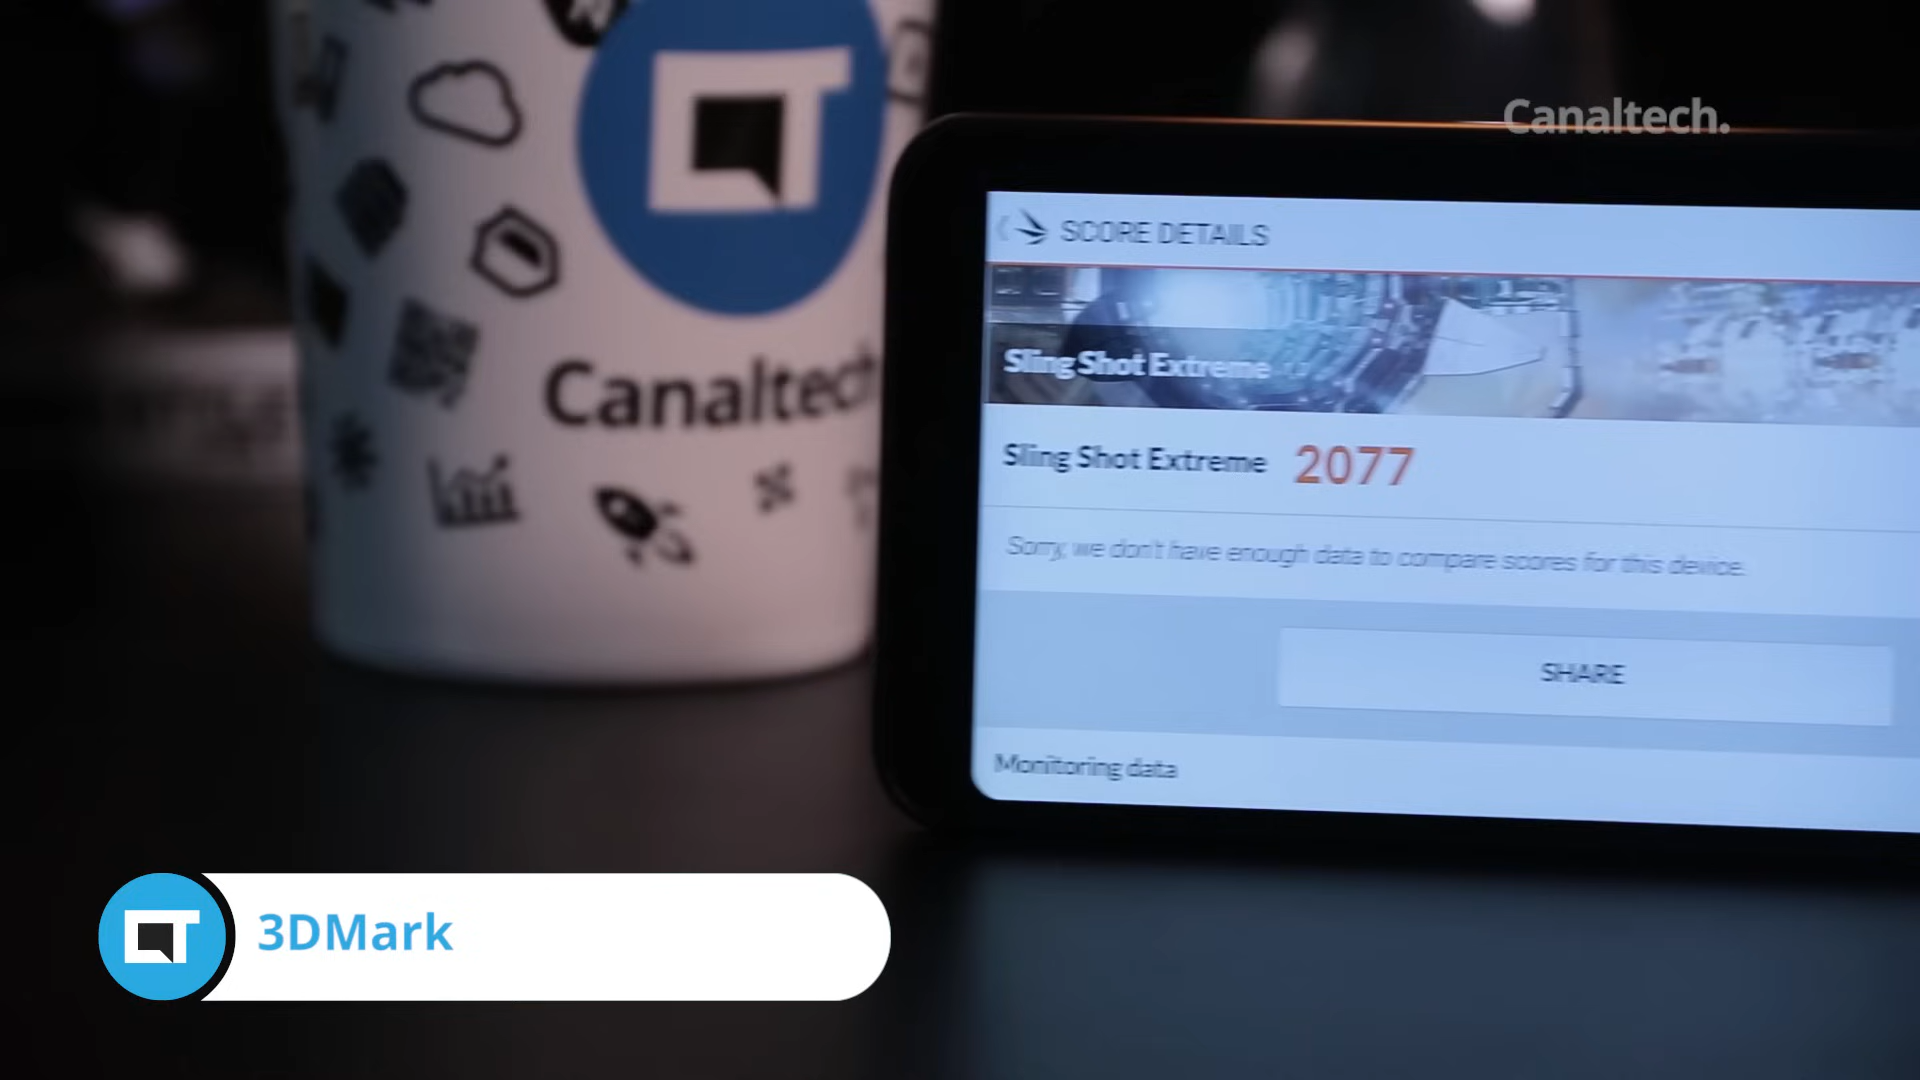 Canaltech.
Canaltech
SCORE DETAILS
Sling Shot Extreme
Sling Shot Extreme 2077
Sorry, we don't have enough data to compare scores for this device.
SHARE
Monitoring data
3DMark